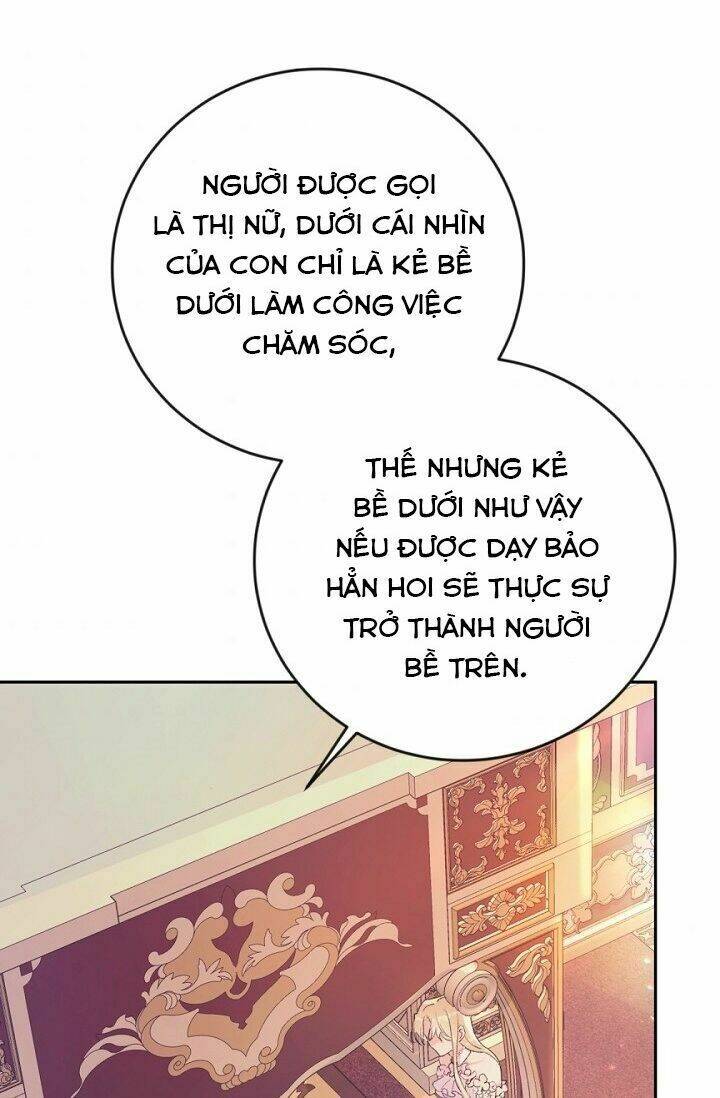 NGƯỜI ĐƯỢC GỌI
LÀ THỊ NỮ, DƯỚI CÁI NHÌN
CỦA CON CHỈ LÀ KẺ BỀ
DƯỚI LÀM CÔNG VIỆC
CHĂM SÓC,
THẾ NHƯNG KẺ
BỀ DƯỚI NHƯ VẬY
NẾU ĐƯỢC DẠY BẢO
HẲN HOI SẼ THỰC SỰ
TRỞ THÀNH NGƯỜI
BỀ TRÊN.